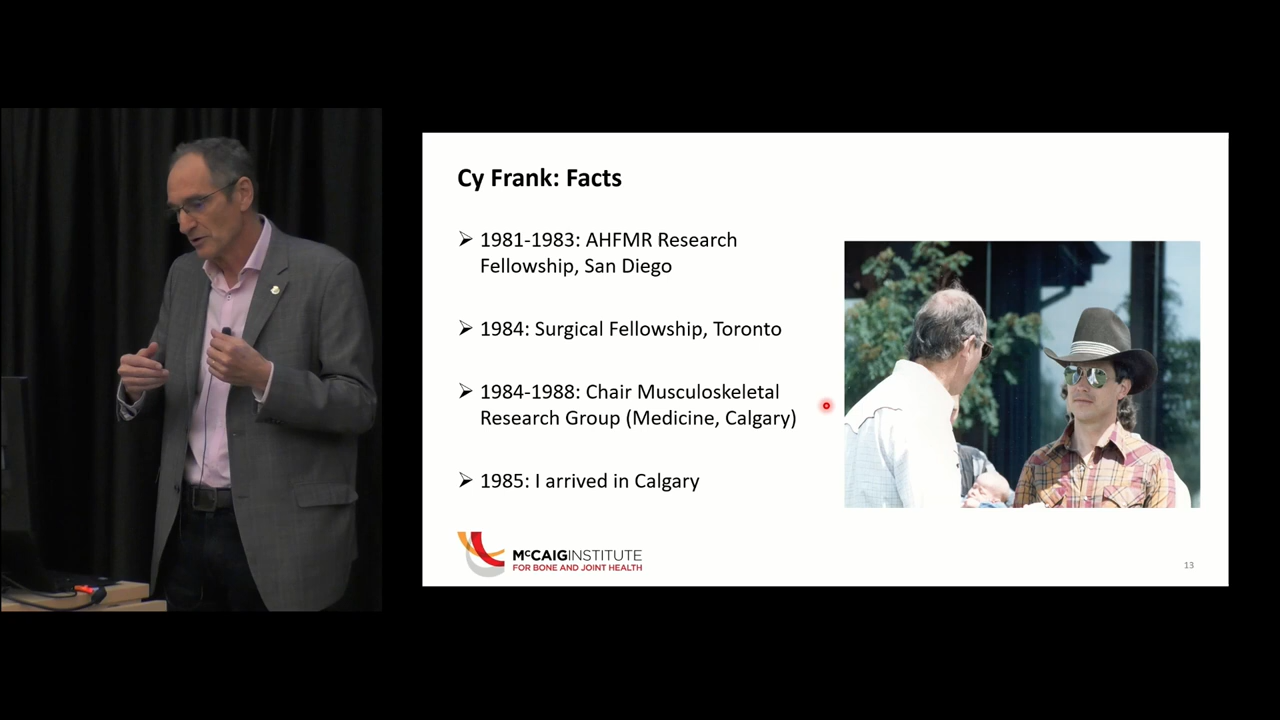 Cy Frank: Facts
➢ 1981-1983: AHFMR Research
Fellowship, San Diego
➢ 1984: Surgical Fellowship, Toronto
➢ 1984-1988: Chair Musculoskeletal
Research Group (Medicine, Calgary)
➢ 1985: I arrived in Calgary
McCAIGINSTITUTE
FOR BONE AND JOINT HEALTH
13